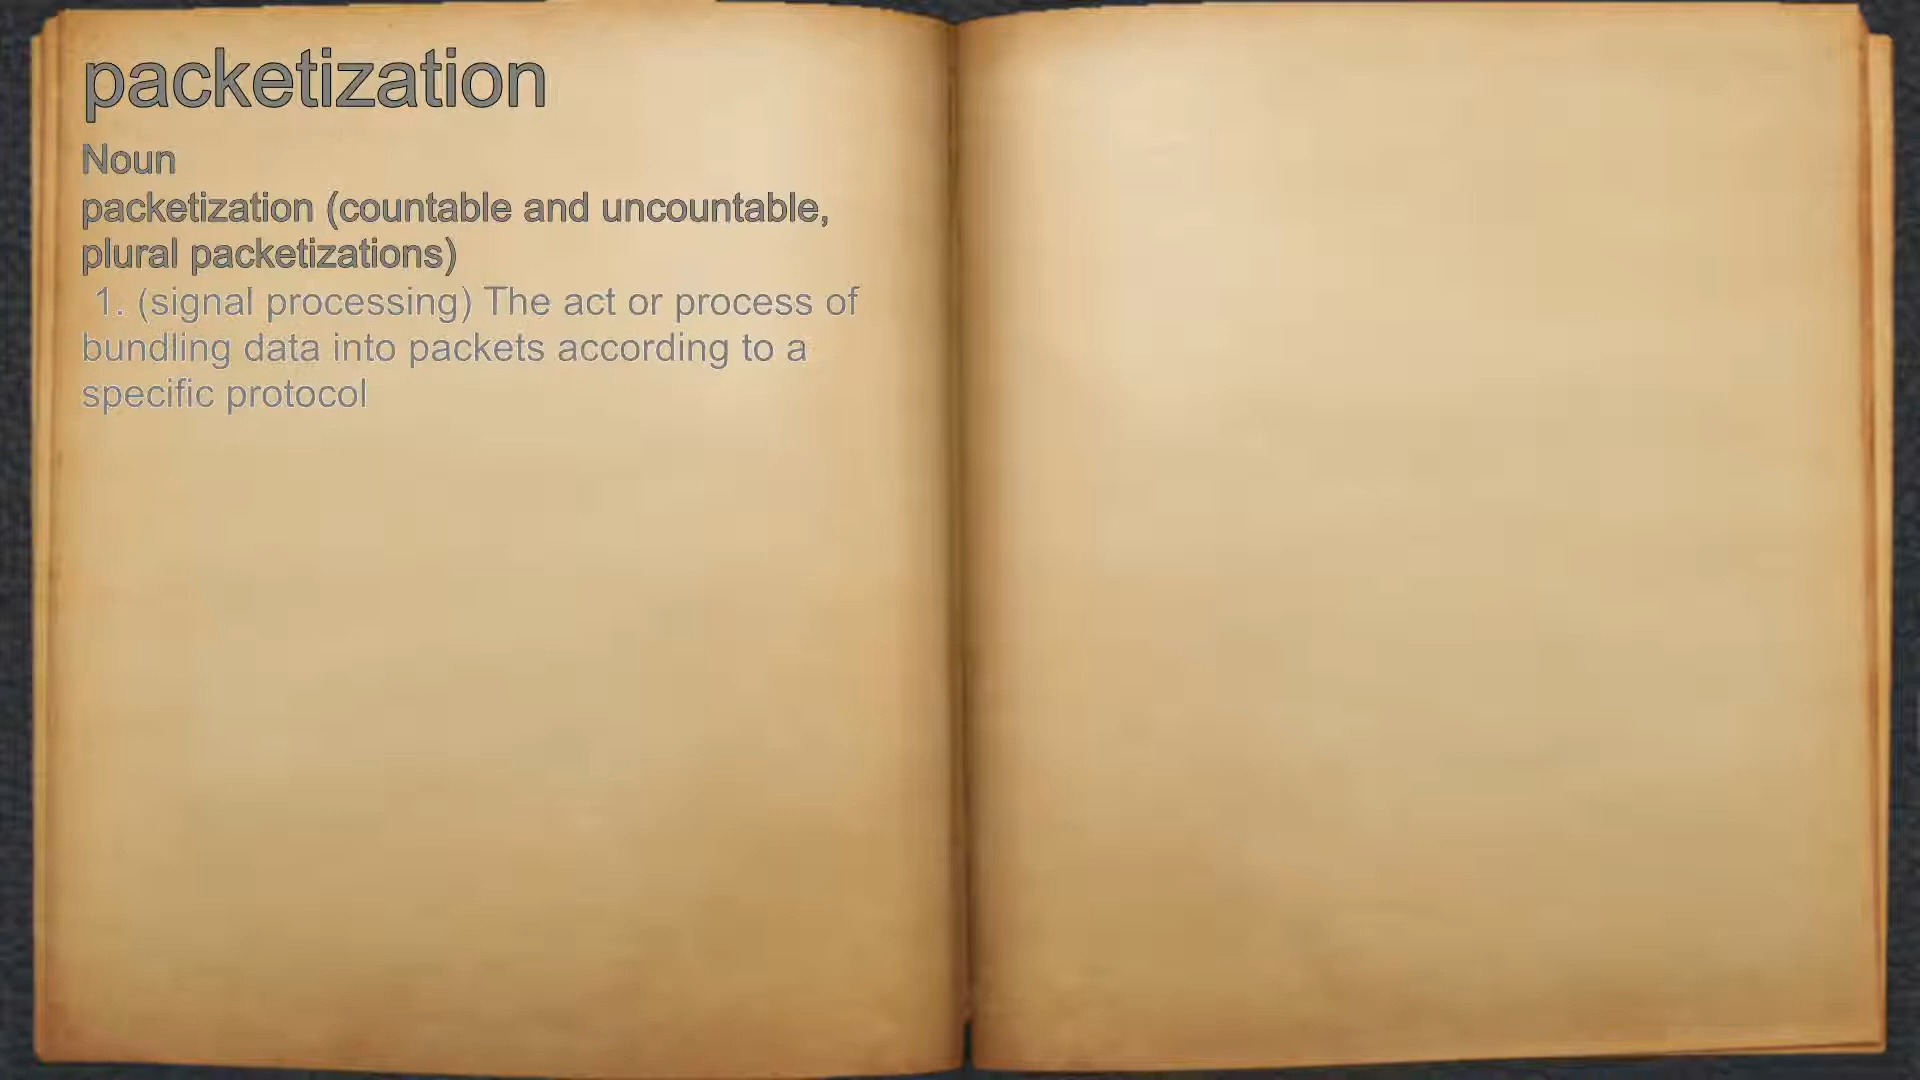 packetization
Noun
packetization (countable and uncountable,
plural packetizations)
1. (signal processing) The act or process of
bundling data into packets according to a
specific protocol